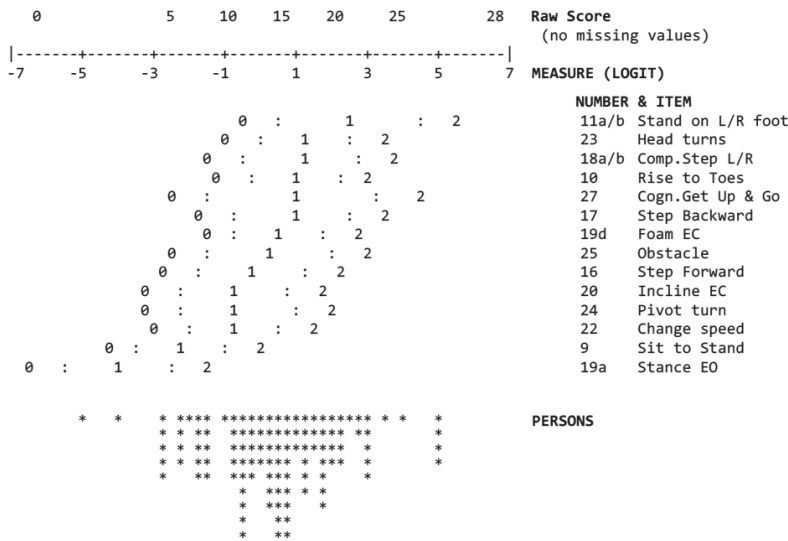 0 5 10 15 20 25 28 Raw Score
(no missing values)
|-------+-------+-------+-------+-------+-------+-------|
-7 -5 -3 -1 1 3 5 7 MEASURE (LOGIT)
NUMBER & ITEM
0 : 1 : 2 11a/b Stand on L/R foot
0 : 1 : 2 23 Head turns
0 : 1 : 2 18a/b Comp.Step L/R
0 : 1 : 2 10 Rise to Toes
0 : 1 : 2 27 Cogn.Get Up & Go
0 : 1 : 2 17 Step Backward
0 : 1 : 2 19d Foam EC
0 : 1 : 2 25 Obstacle
0 : 1 : 2 16 Step Forward
0 : 1 : 2 20 Incline EC
0 : 1 : 2 24 Pivot turn
0 : 1 : 2 22 Change speed
0 : 1 : 2 9 Sit to Stand
0 : 1 : 2 19a Stance EO
* * * **** ***************** * * * PERSONS
* * ** ************* ** *
* * ** ************* * *
* * ** ******* * *** * *
* ** *** *** * * *
* *** * *
* *** *
* **
* **